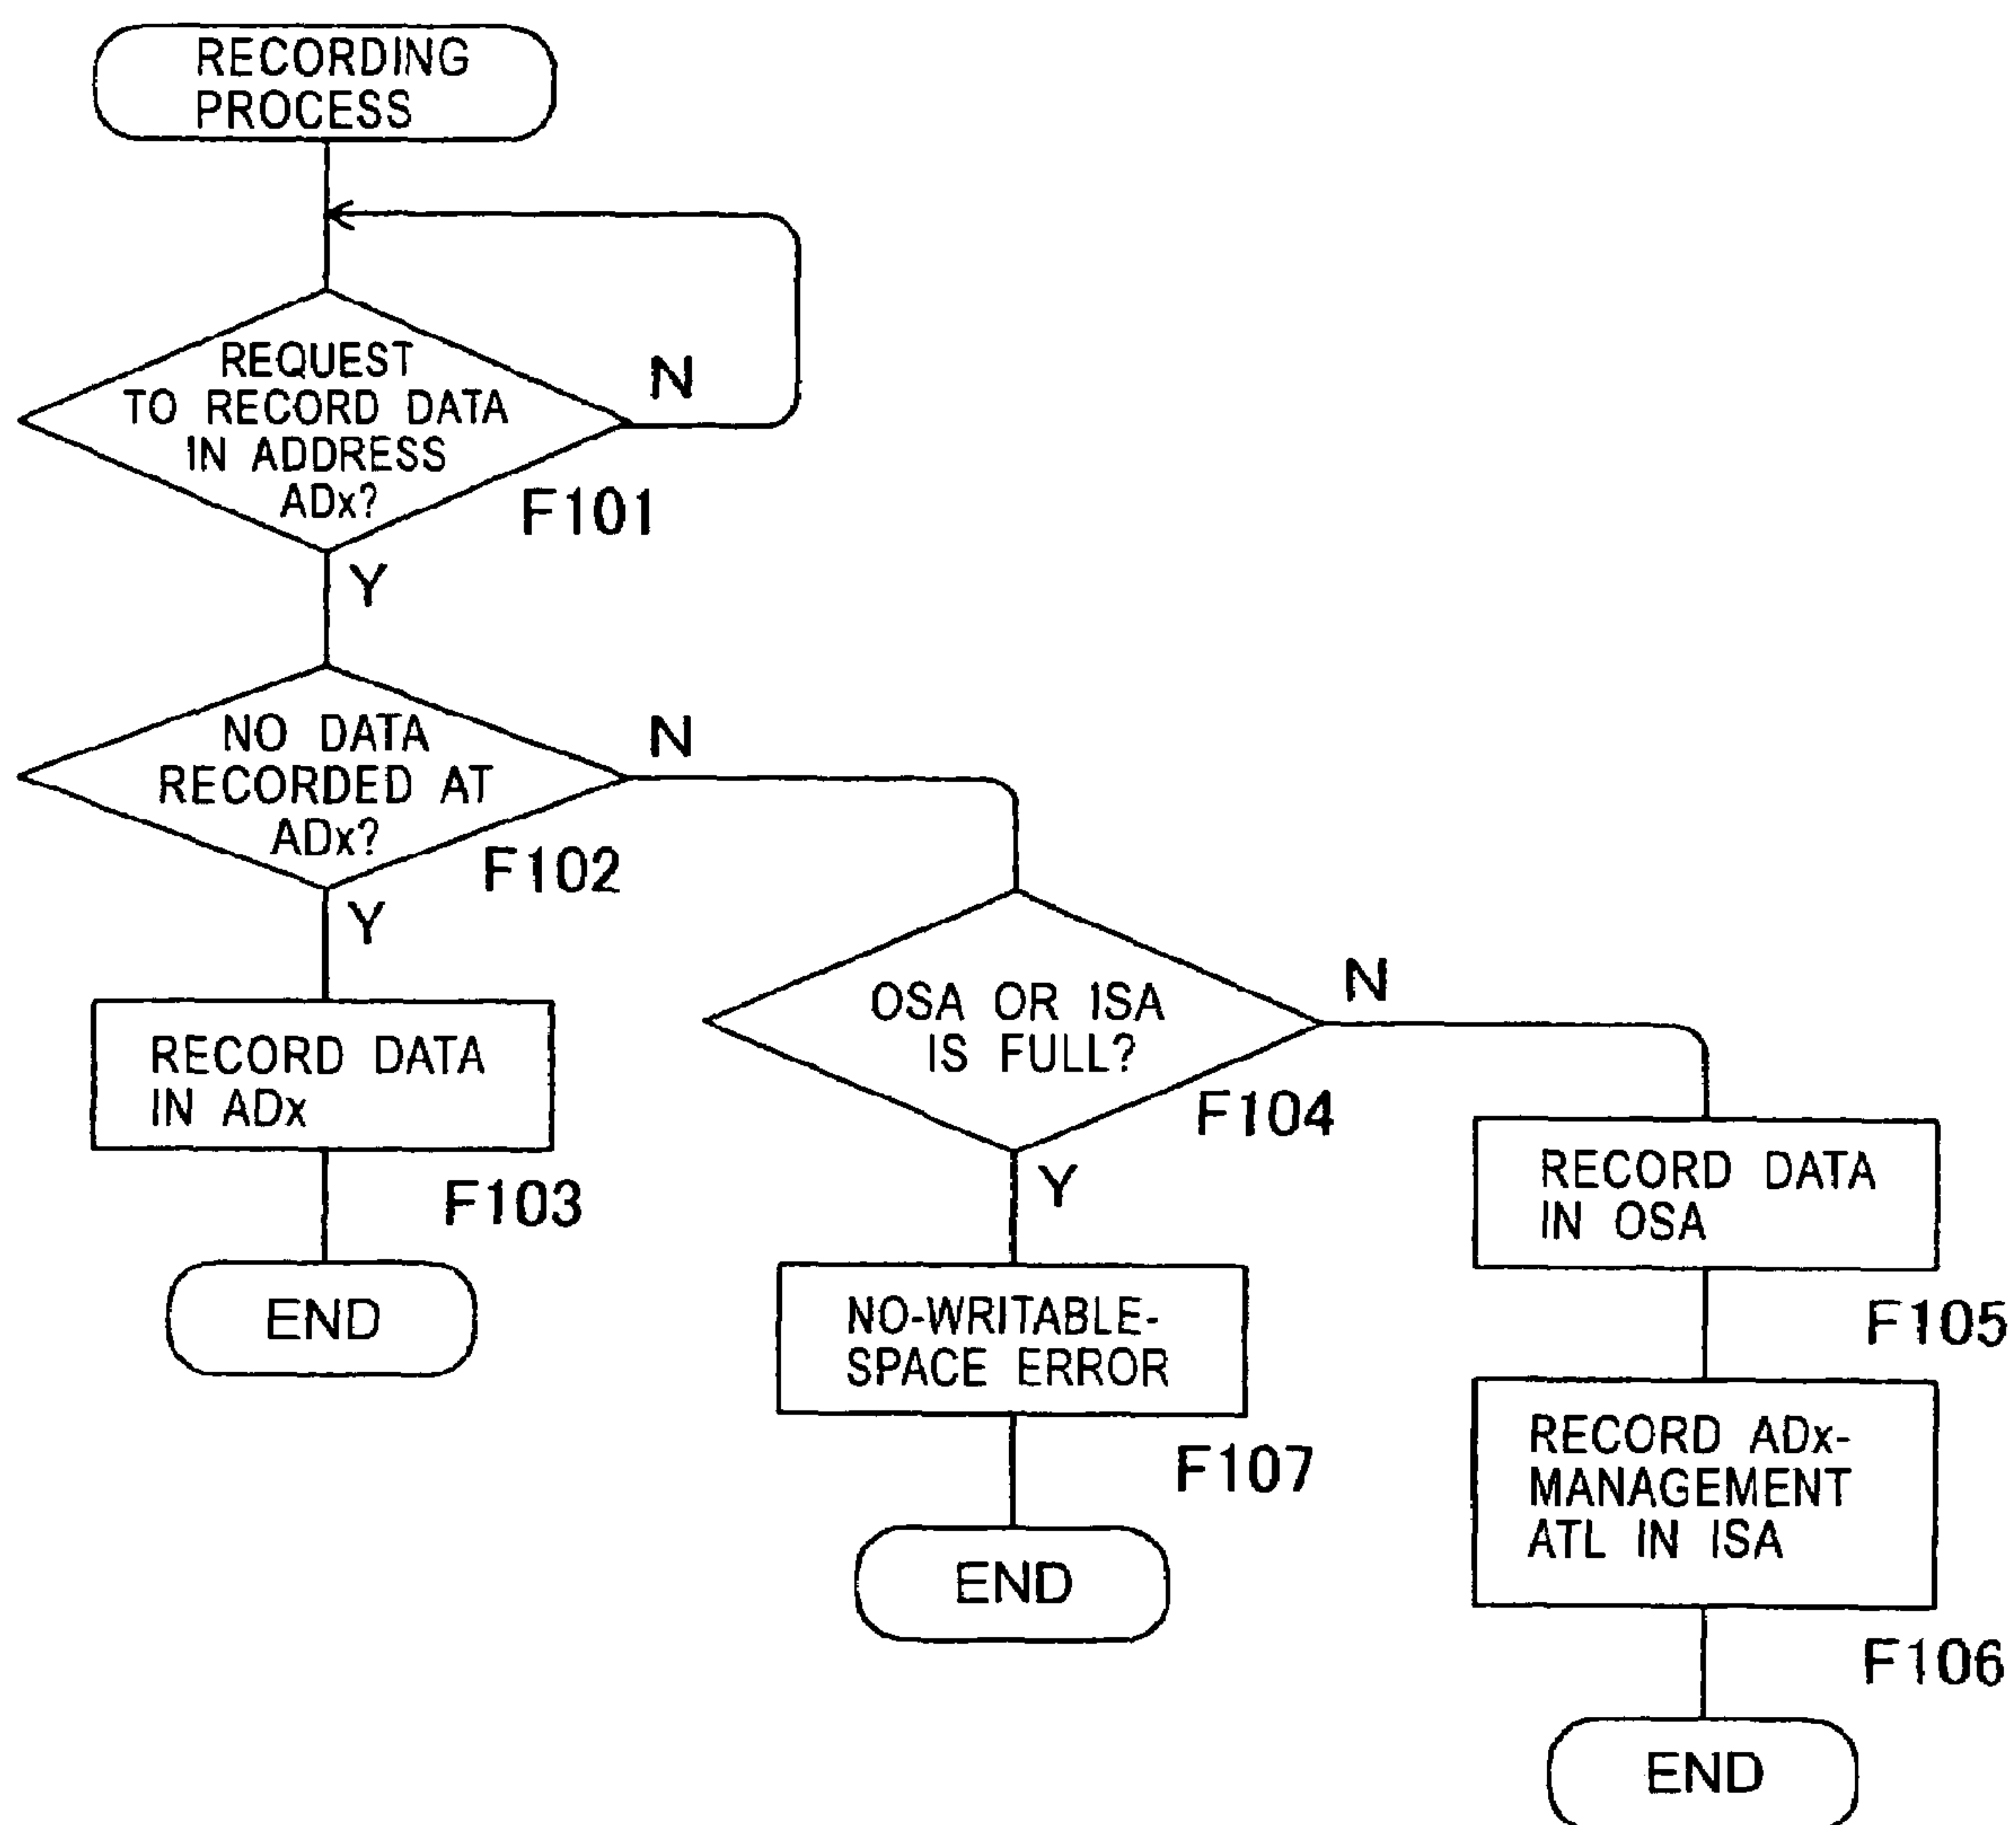 RECORDING
PROCESS
REQUEST
TO RECORD DATA
IN ADDRESS
ADx?
N
F101
Y
NO DATA
RECORDED AT
ADx?
N
F102
Y
RECORD DATA
IN ADx
F103
END
OSA OR ISA
IS FULL?
N
F104
Y
NO-WRITABLE-
SPACE ERROR
F107
END
RECORD DATA
IN OSA
F105
RECORD ADx-
MANAGEMENT
ATL IN ISA
F106
END